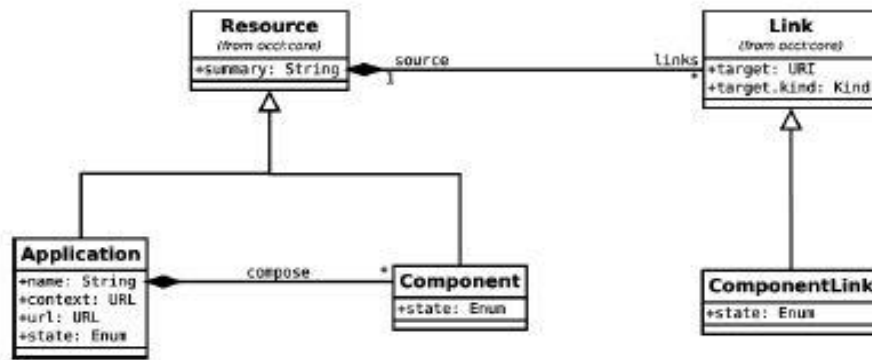 Resource
(from occi:core)
+summary: String
source
1
links
*
Link
(from occi:core)
+target: URI
+target.kind: Kind
Application
+name: String
+context: URL
+url: URL
+state: Enum
compose
*
Component
+state: Enum
ComponentLink
+state: Enum